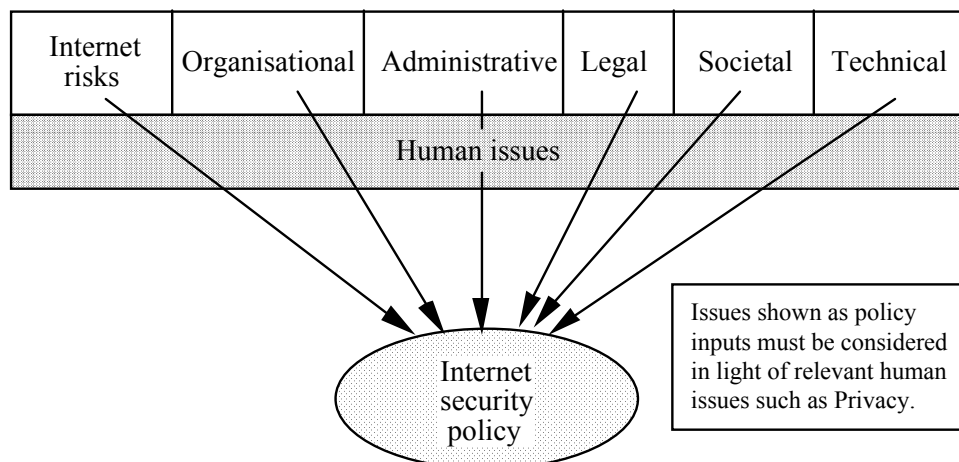 Internet
risks
Organisational
Administrative
Legal
Societal
Technical
Human issues
Internet
security
policy
Issues shown as policy
inputs must be considered
in light of relevant human
issues such as Privacy.